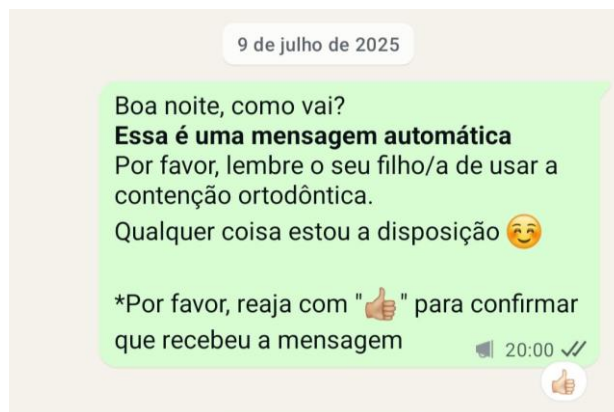 9 de julho de 2025
Boa noite, como vai?
Essa é uma mensagem automática
Por favor, lembre o seu filho/a de usar a
contenção ortodôntica.
Qualquer coisa estou a disposição ☺️
*Por favor, reaja com "👍🏼" para confirmar
que recebeu a mensagem
20:00